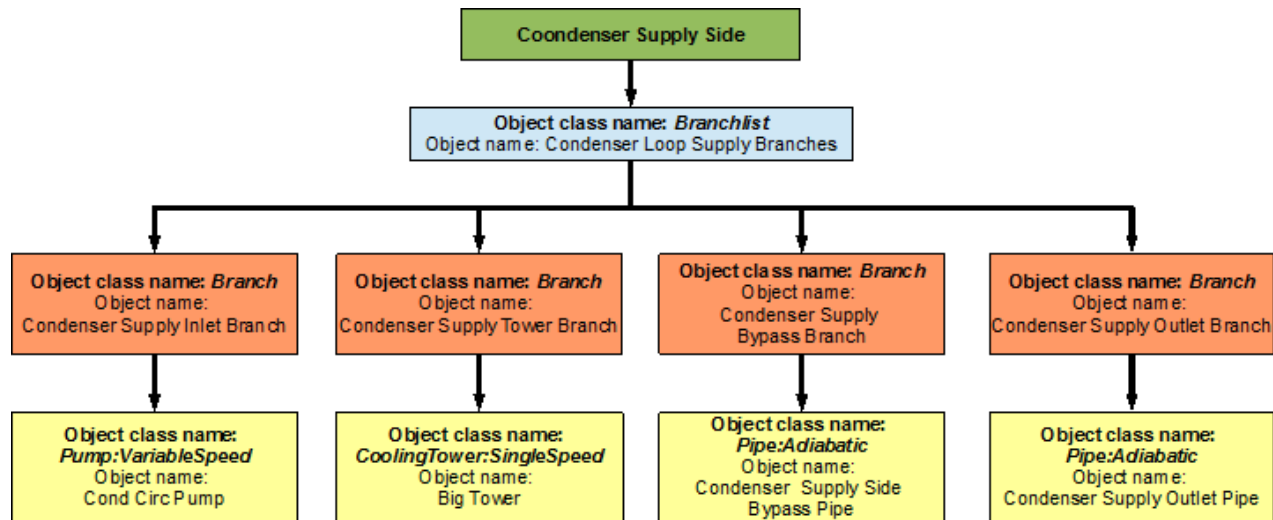 Coondenser Supply Side
Object class name: Branchlist
Object name: Condenser Loop Supply Branches
Object class name: Branch
Object name:
Condenser Supply Inlet Branch
Object class name: Branch
Object name:
Condenser Supply Tower Branch
Object class name: Branch
Object name:
Condenser Supply
Bypass Branch
Object class name: Branch
Object name:
Condenser Supply Outlet Branch
Object class name:
Pump:VariableSpeed
Object name:
Cond Circ Pump
Object class name:
CoolingTower:SingleSpeed
Object name:
Big Tower
Object class name:
Pipe:Adiabatic
Object name:
Condenser Supply Side
Bypass Pipe
Object class name:
Pipe:Adiabatic
Object name:
Condenser Supply Outlet Pipe